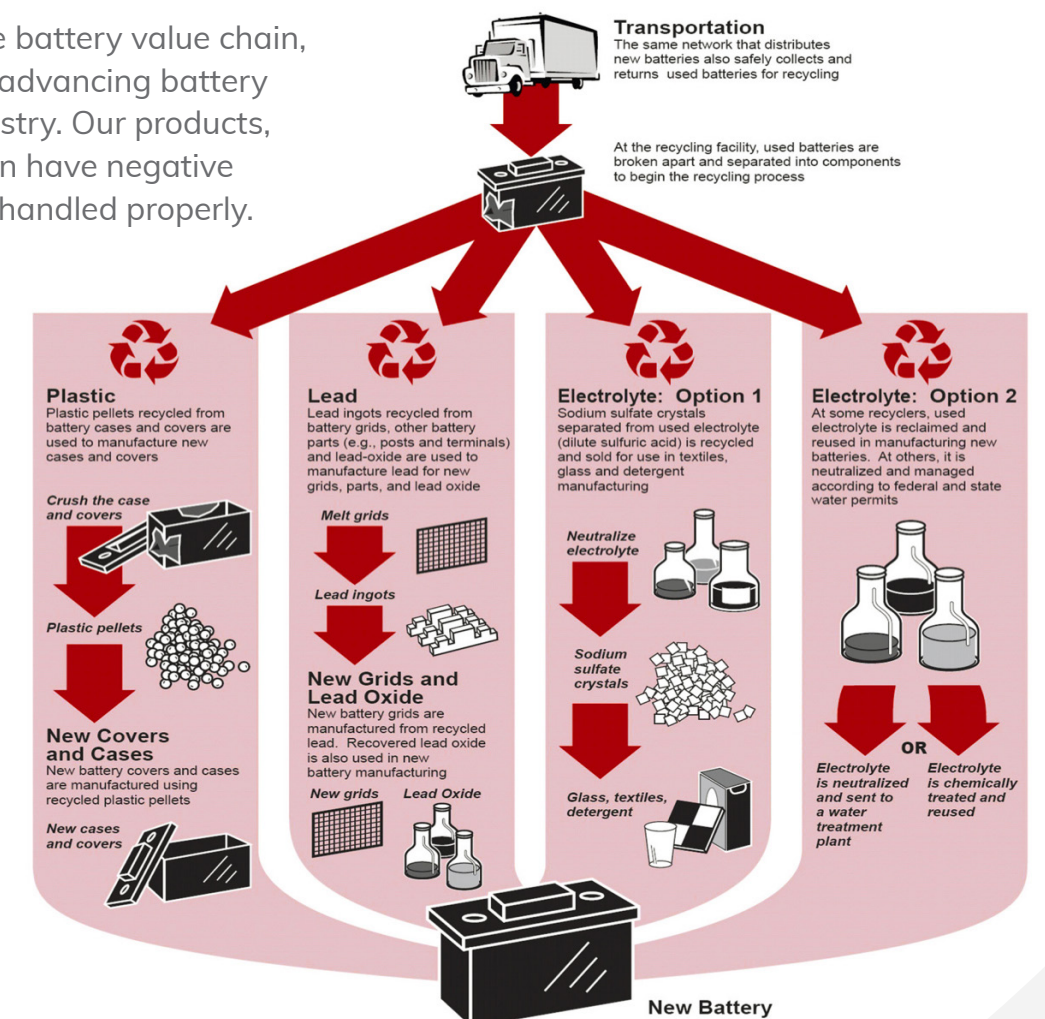 e battery value chain,
advancing battery
stry. Our products,
n have negative
handled properly.
Transportation
The same network that distributes
new batteries also safely collects and
returns used batteries for recycling
At the recycling facility, used batteries are
broken apart and separated into components
to begin the recycling process
Plastic
Plastic pellets recycled from
battery cases and covers are
used to manufacture new
cases and covers
Crush the case
and covers
Plastic pellets
New Covers
and Cases
New battery covers and cases
are manufactured using
recycled plastic pellets
New cases
and covers
Lead
Lead ingots recycled from
battery grids, other battery
parts (e.g., posts and terminals)
and lead-oxide are used to
manufacture lead for new
grids, parts, and lead oxide
Melt grids
Lead ingots
New Grids and
Lead Oxide
New battery grids are
manufactured from recycled
lead. Recovered lead oxide
is also used in new
battery manufacturing
New grids
Lead Oxide
Electrolyte: Option 1
Sodium sulfate crystals
separated from used electrolyte
(dilute sulfuric acid) is recycled
and sold for use in textiles,
glass and detergent
manufacturing
Neutralize
electrolyte
Sodium
sulfate
crystals
Glass, textiles,
detergent
Electrolyte: Option 2
At some recyclers, used
electrolyte is reclaimed and
reused in manufacturing new
batteries. At others, it is
neutralized and managed
according to federal and state
water permits
OR
Electrolyte
is neutralized
and sent to
a water
treatment
plant
Electrolyte
is chemically
treated and
reused
New Battery